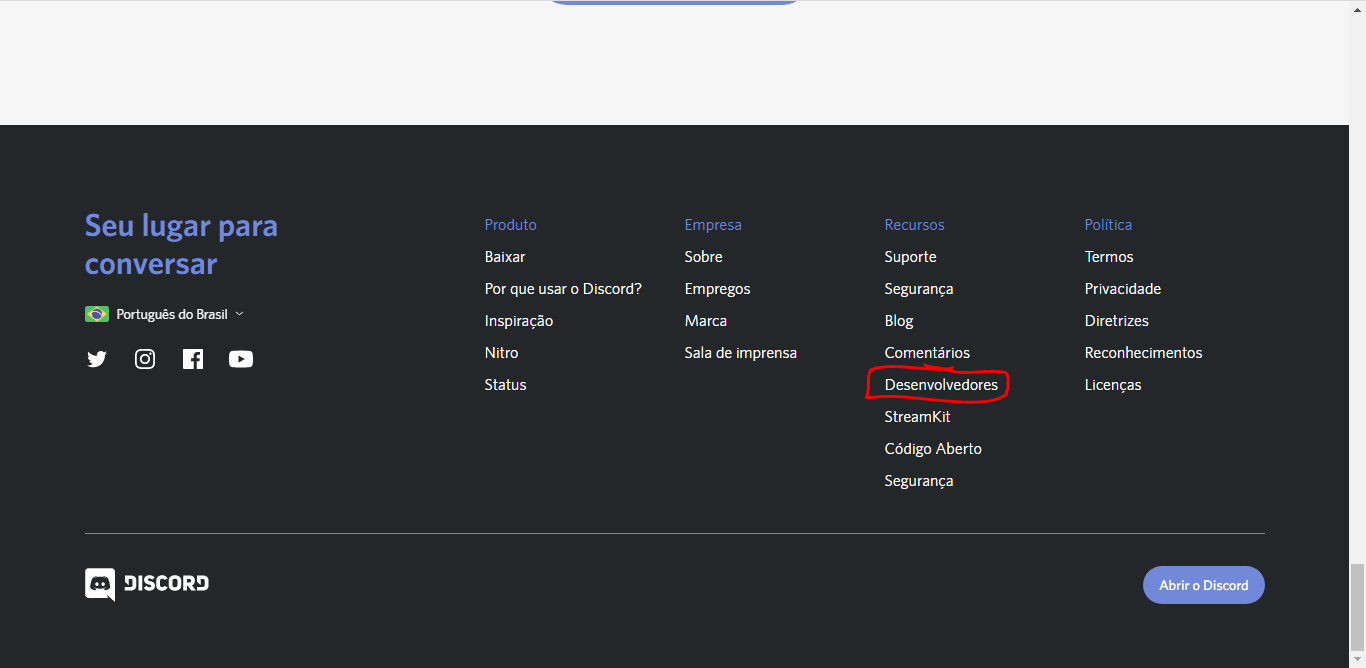 Seu lugar para
conversar
Português do Brasil
Produto
Baixar
Por que usar o Discord?
Inspiração
Nitro
Status
Empresa
Sobre
Empregos
Marca
Sala de imprensa
Recursos
Suporte
Segurança
Blog
Comentários
Desenvolvedores
StreamKit
Código Aberto
Segurança
Política
Termos
Privacidade
Diretrizes
Reconhecimentos
Licenças
DISCORD
Abrir o Discord